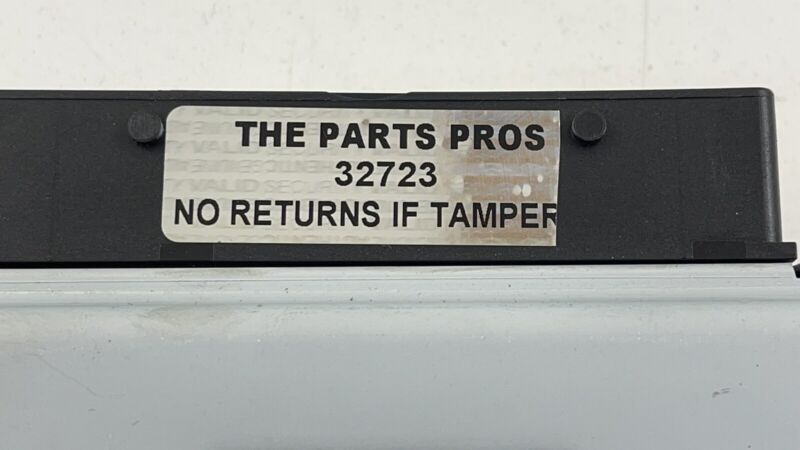 THE PARTS PROS
32723
NO RETURNS IF TAMPER